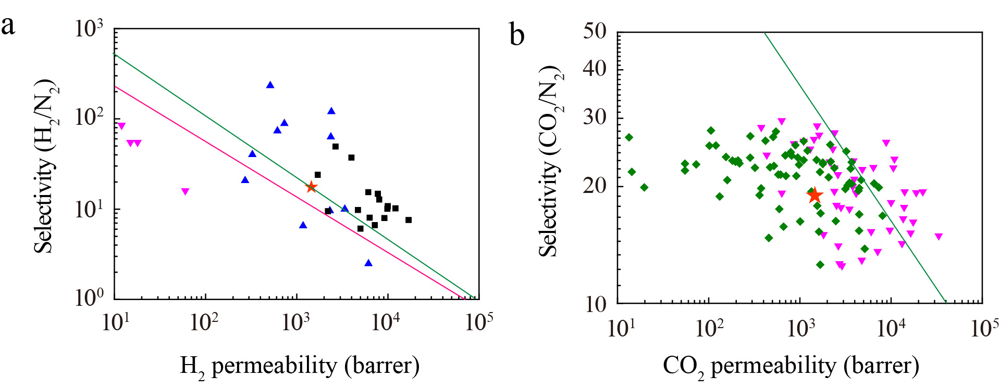 a
10³
10²
10¹
10⁰
10¹ 10² 10³ 10⁴ 10⁵
Selectivity (H₂/N₂)
H₂ permeability (barrer)
b
50
40
30
20
10
10¹ 10² 10³ 10⁴ 10⁵
Selectivity (CO₂/N₂)
CO₂ permeability (barrer)